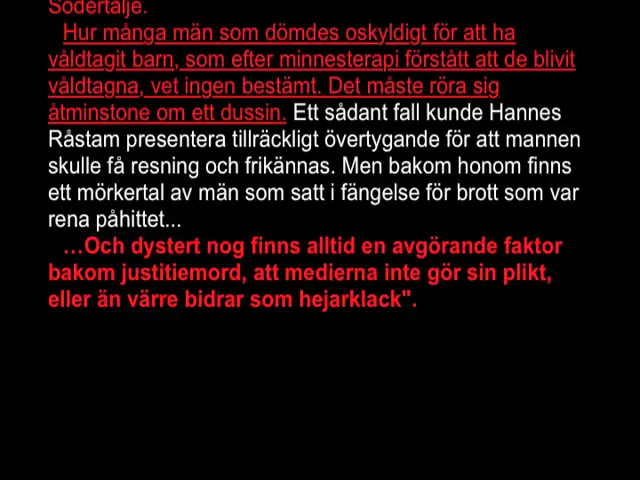 Södertälje.
Hur många män som dömdes oskyldigt för att ha
våldtagit barn, som efter minnesterapi förstått att de blivit
våldtagna, vet ingen bestämt. Det måste röra sig
åtminstone om ett dussin. Ett sådant fall kunde Hannes
Råstam presentera tillräckligt övertygande för att mannen
skulle få resning och frikännas. Men bakom honom finns
ett mörkertal av män som satt i fängelse för brott som var
rena påhittet...
…Och dystert nog finns alltid en avgörande faktor
bakom justitiemord, att medierna inte gör sin plikt,
eller än värre bidrar som hejarklack".